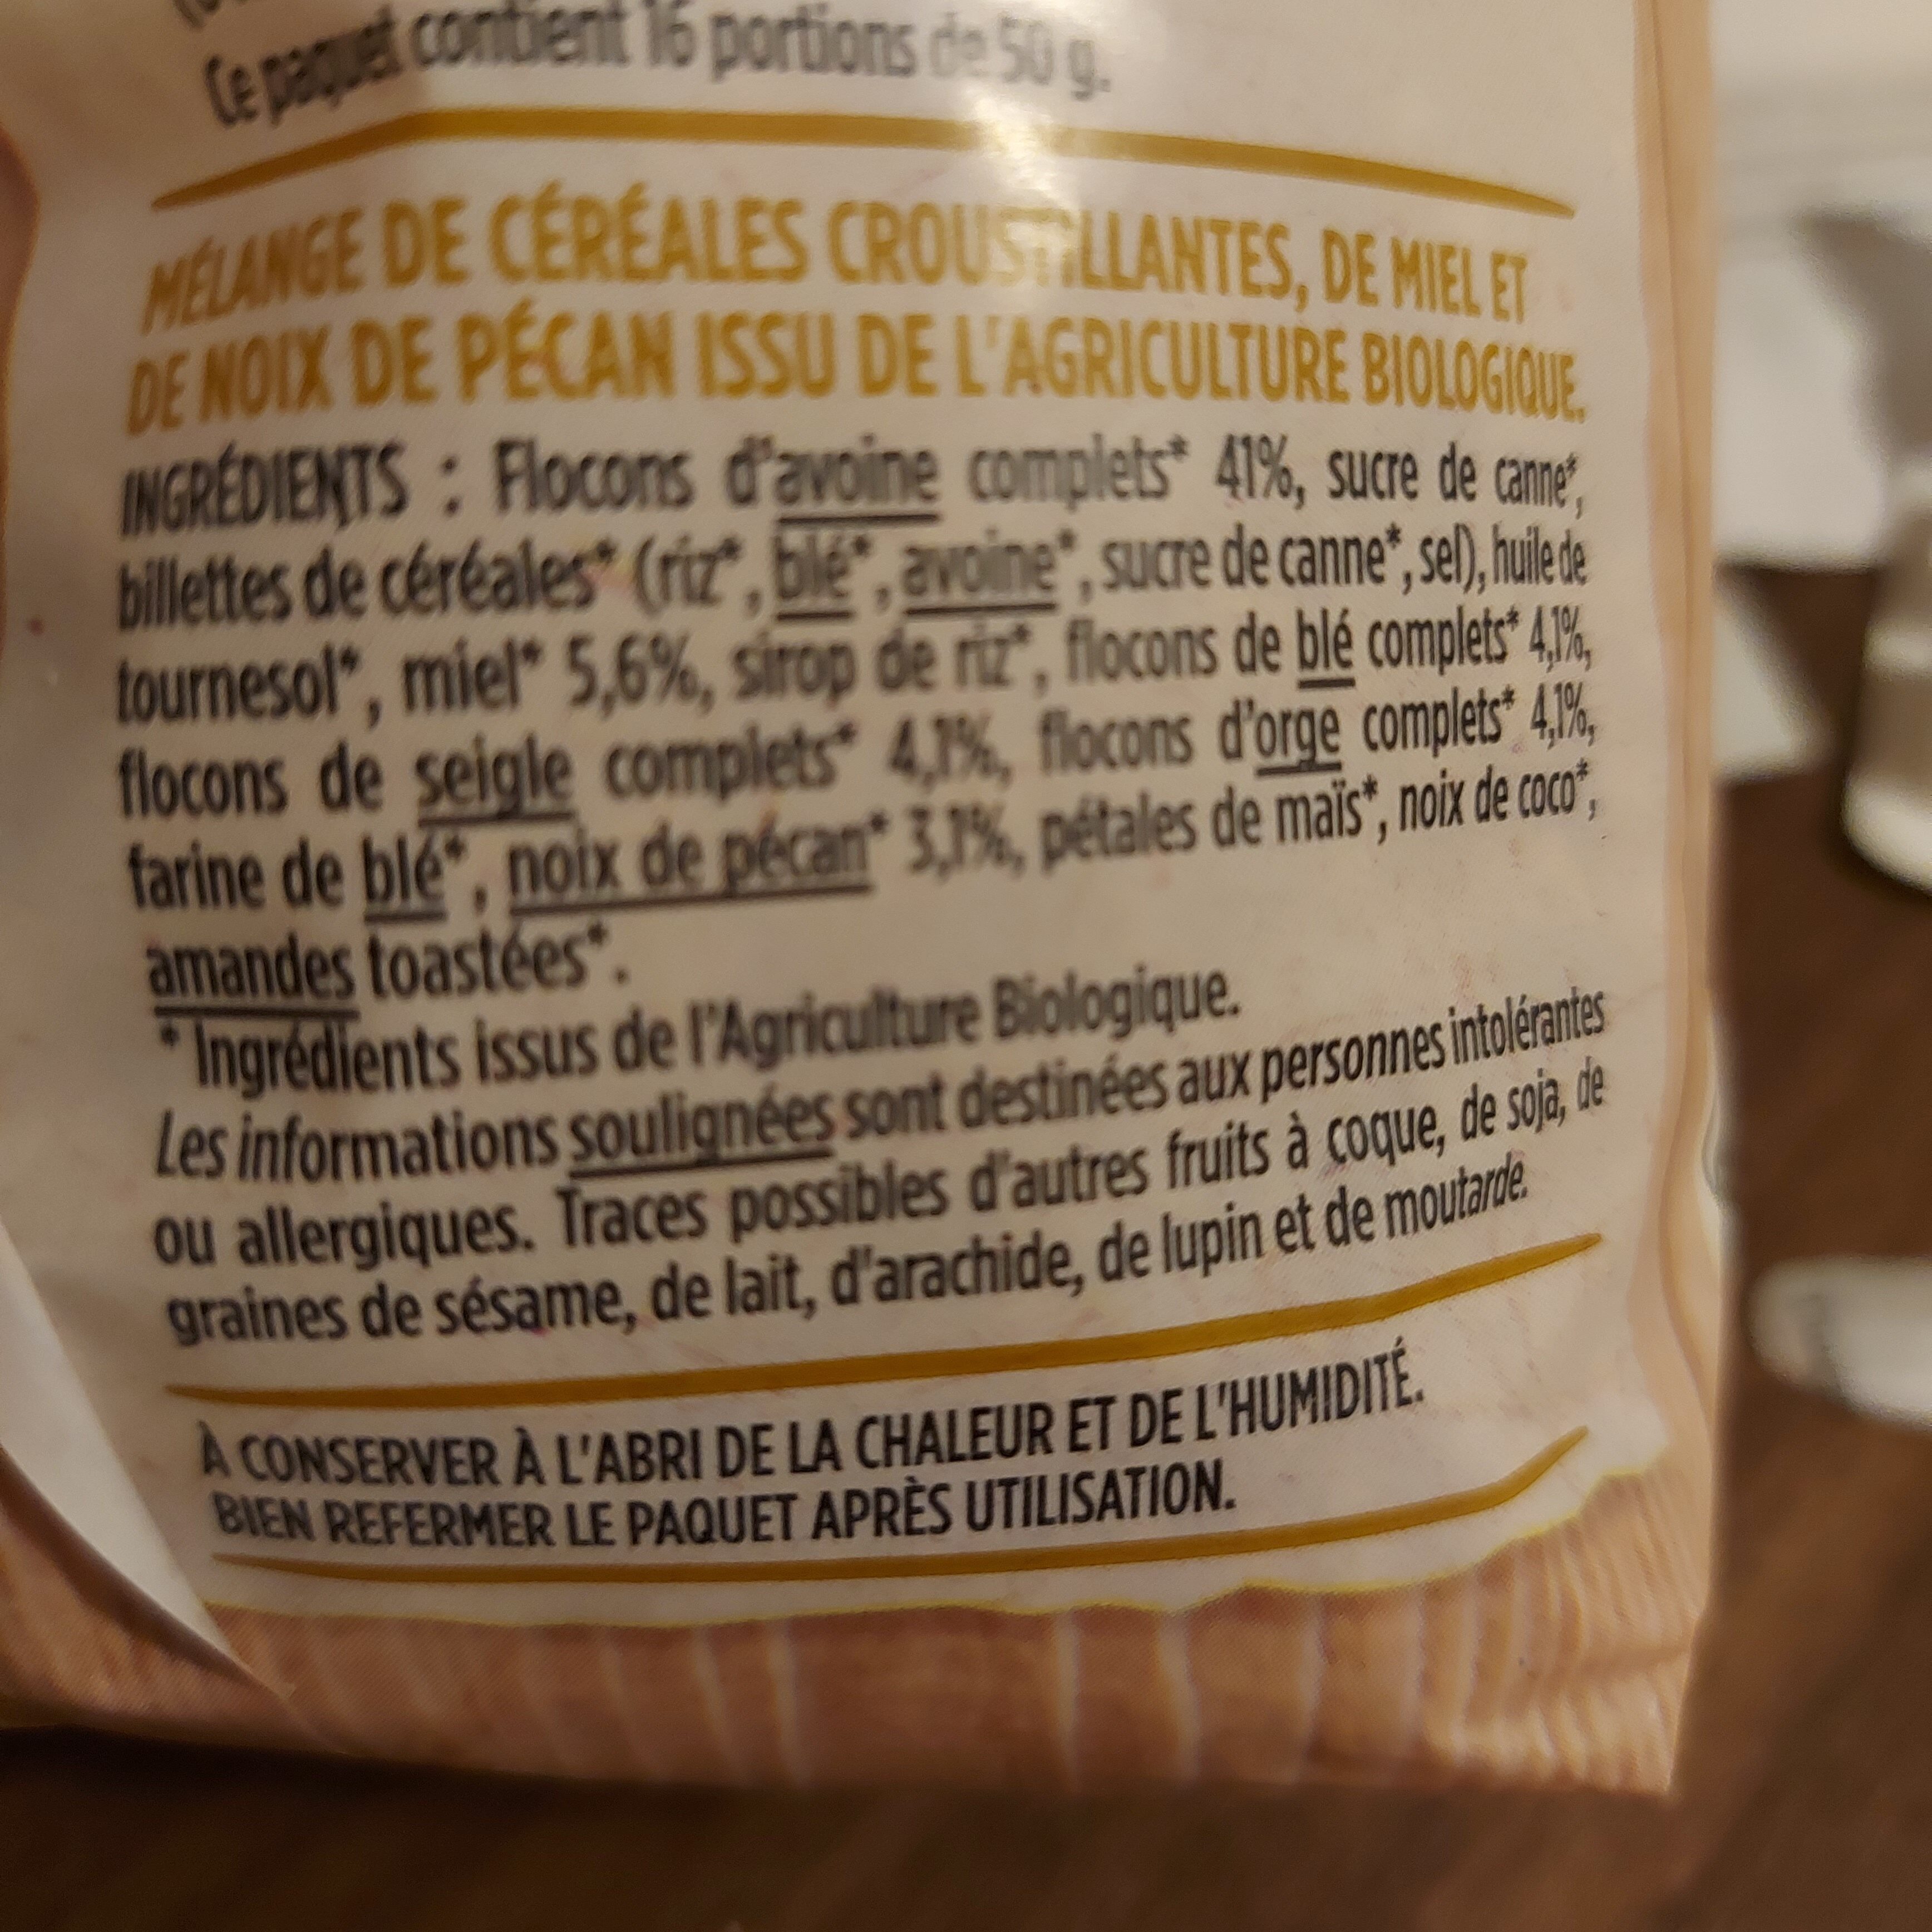 Ce paquet contient 16 portions de 50 g.
MÉLANGE DE CÉRÉALES CROUSTILLANTES, DE MIEL ET
DE NOIX DE PÉCAN ISSU DE L'AGRICULTURE BIOLOGIQUE.
INGRÉDIENTS : Flocons d'avoine complets* 41%, sucre de canne*,
billettes de céréales* (riz*, blé*, avoine*, sucre de canne*, sel), huile de
tournesol*, miel* 5,6%, sirop de riz*, flocons de blé complets* 4,1%,
flocons de seigle complets* 4,1%, flocons d'orge complets* 4,1%,
farine de blé*, noix de pécan* 3,1%, pétales de maïs*, noix de coco*,
amandes toastées*.
*Ingrédients issus de l'Agriculture Biologique.
Les informations soulignées sont destinées aux personnes intolérantes
ou allergiques. Traces possibles d'autres fruits à coque, de soja, de
graines de sésame, de lait, d'arachide, de lupin et de moutarde.
À CONSERVER À L'ABRI DE LA CHALEUR ET DE L'HUMIDITÉ.
BIEN REFERMER LE PAQUET APRÈS UTILISATION.